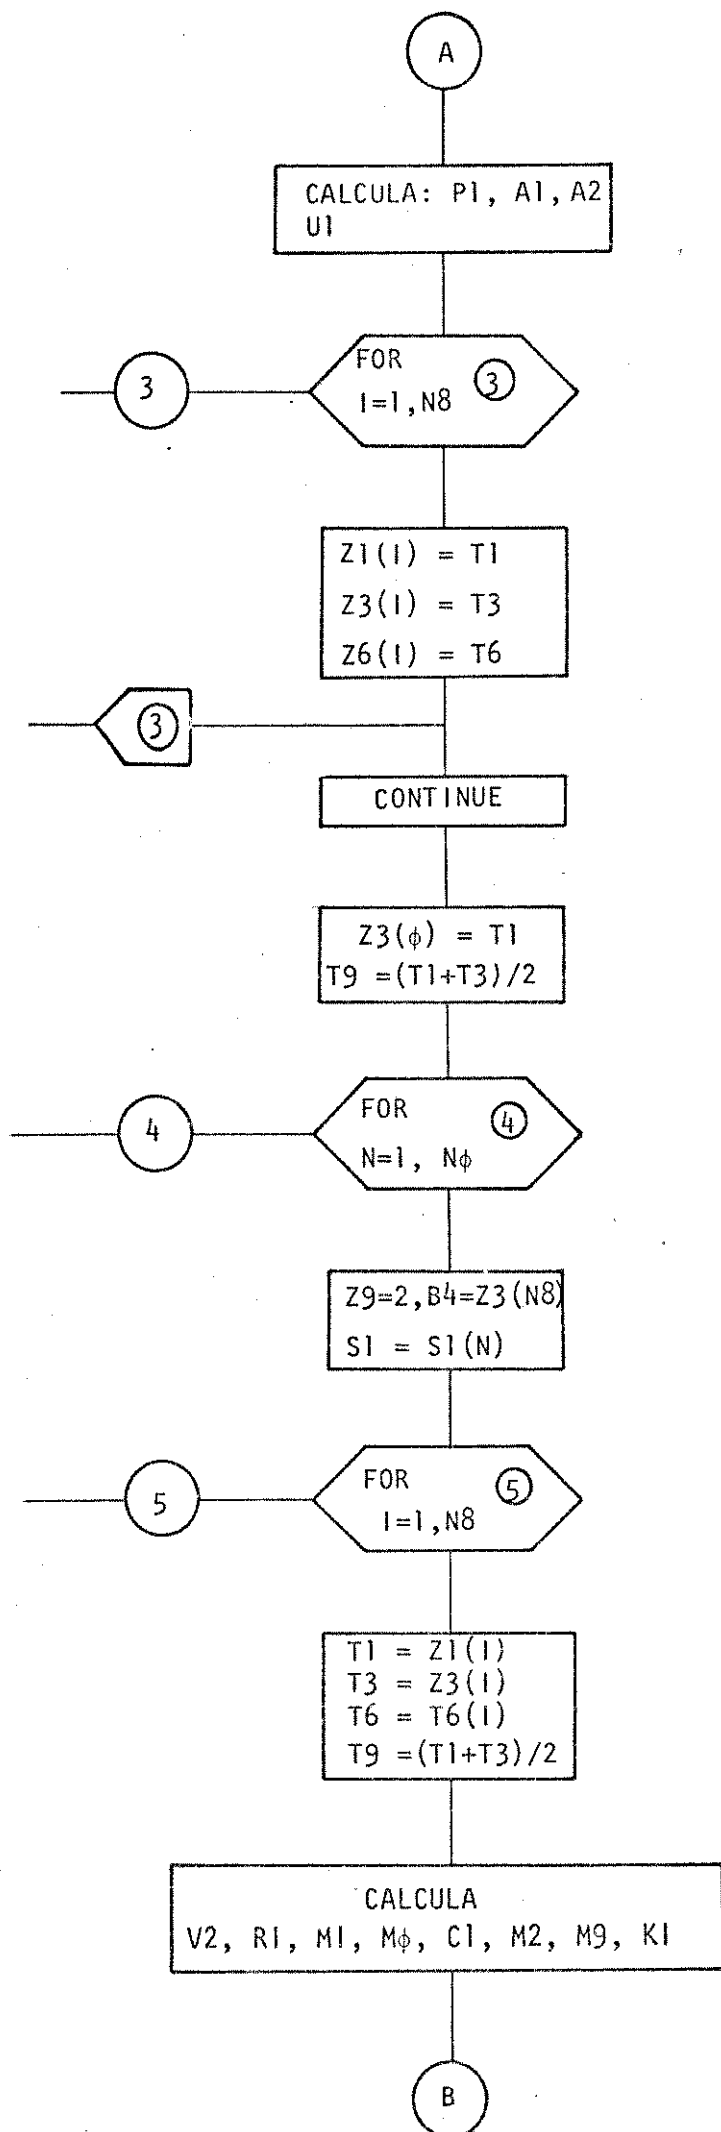 A
CALCULA: P1, A1, A2
U1
3
FOR
3
I=1,N8
Z1(I) = T1
Z3(I) = T3
Z6(I) = T6
3
CONTINUE
Z3(ϕ) = T1
T9 =(T1+T3)/2
4
FOR
4
N=1, Nϕ
Z9=2,B4=Z3(N8)
S1 = S1(N)
5
FOR
5
I=1,N8
T1 = Z1(I)
T3 = Z3(I)
T6 = T6(I)
T9 =(T1+T3)/2
CALCULA
V2, R1, M1, Mϕ, C1, M2, M9, K1
B